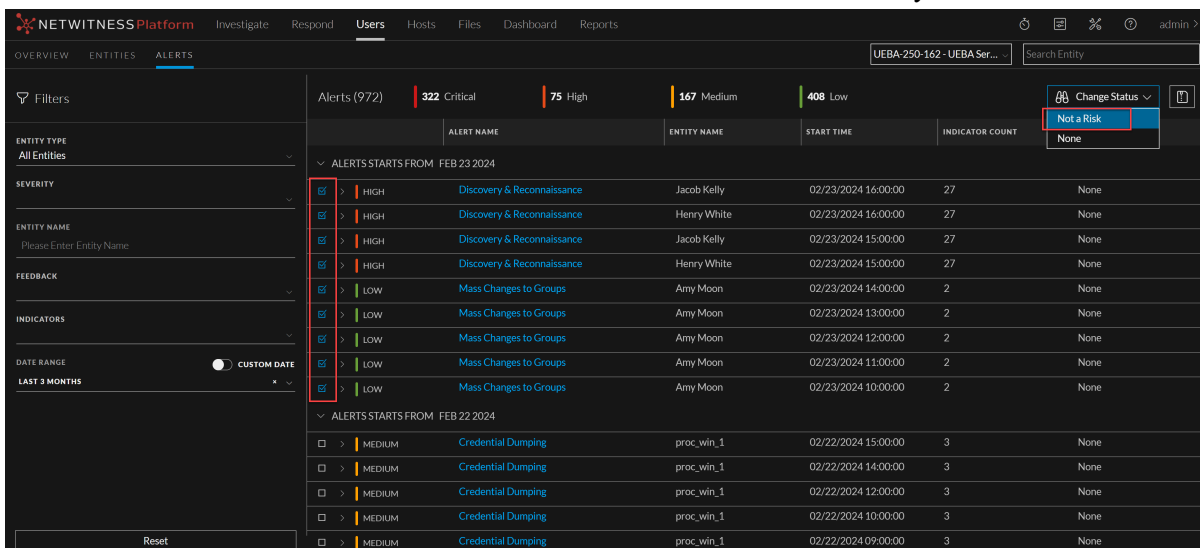 NETWITNESS Platform Investigate Respond Users Hosts Files Dashboard Reports admin >
OVERVIEW ENTITIES ALERTS UEBA-250-162 - UEBA Ser... Search Entity
Filters
Alerts (972) 322 Critical 75 High 167 Medium 408 Low Change Status
Not a Risk
None
ALERT NAME ENTITY NAME START TIME INDICATOR COUNT
ENTITY TYPE
All Entities
SEVERITY
ENTITY NAME
Please Enter Entity Name
FEEDBACK
INDICATORS
DATE RANGE CUSTOM DATE
LAST 3 MONTHS ×
Reset
ALERTS STARTS FROM FEB 23 2024
HIGH Discovery & Reconnaissance Jacob Kelly 02/23/2024 16:00:00 27 None
HIGH Discovery & Reconnaissance Henry White 02/23/2024 16:00:00 27 None
HIGH Discovery & Reconnaissance Jacob Kelly 02/23/2024 15:00:00 27 None
HIGH Discovery & Reconnaissance Henry White 02/23/2024 15:00:00 27 None
LOW Mass Changes to Groups Amy Moon 02/23/2024 14:00:00 2 None
LOW Mass Changes to Groups Amy Moon 02/23/2024 13:00:00 2 None
LOW Mass Changes to Groups Amy Moon 02/23/2024 12:00:00 2 None
LOW Mass Changes to Groups Amy Moon 02/23/2024 11:00:00 2 None
LOW Mass Changes to Groups Amy Moon 02/23/2024 10:00:00 2 None
ALERTS STARTS FROM FEB 22 2024
MEDIUM Credential Dumping proc_win_1 02/22/2024 15:00:00 3 None
MEDIUM Credential Dumping proc_win_1 02/22/2024 14:00:00 3 None
MEDIUM Credential Dumping proc_win_1 02/22/2024 12:00:00 3 None
MEDIUM Credential Dumping proc_win_1 02/22/2024 10:00:00 3 None
MEDIUM Credential Dumping proc_win_1 02/22/2024 09:00:00 3 None